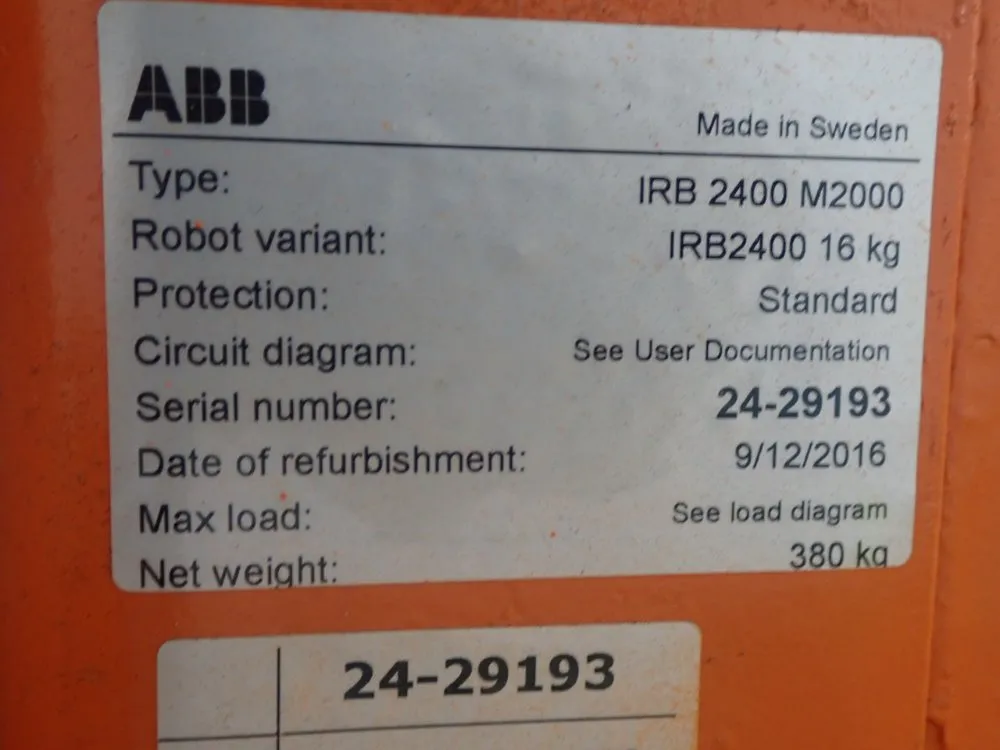 ABB
Made in Sweden
Type: IRB 2400 M2000
Robot variant: IRB2400 16 kg
Protection: Standard
Circuit diagram: See User Documentation
Serial number: 24-29193
Date of refurbishment: 9/12/2016
Max load: See load diagram
Net weight: 380 kg
24-29193